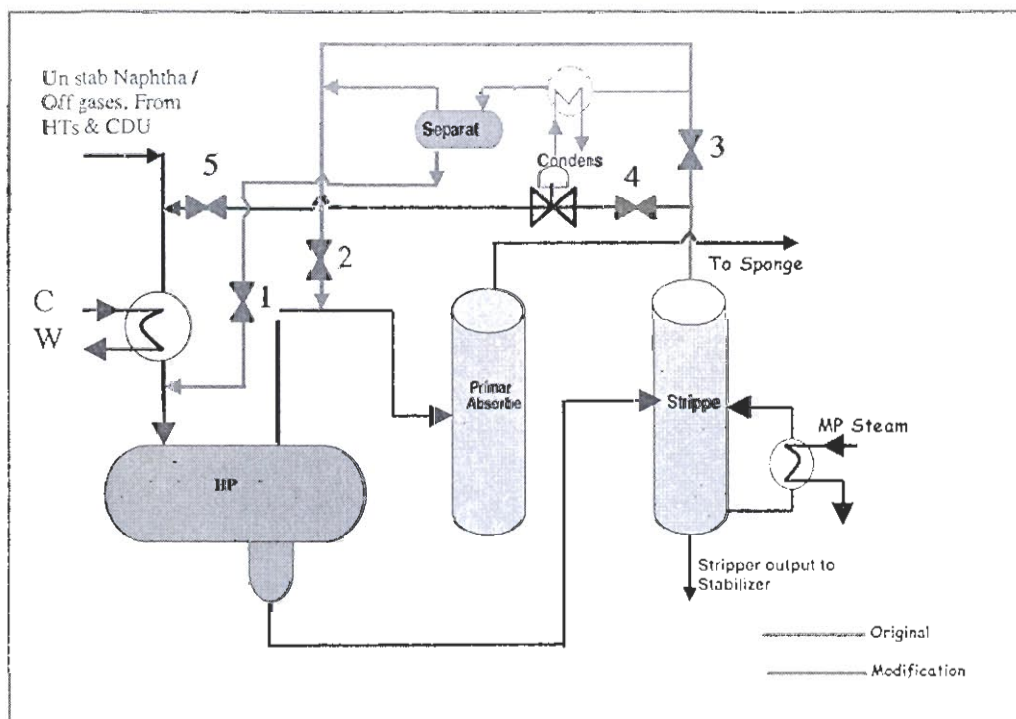 Un stab Naphtha /
Off gases, From
HTs & CDU
Separat
Condens
3
5
4
2
To Sponge
C
1
W
Primar
Absorbe
Strippe
MP Steam
HP
Stripper output to
Stabilizer
Original
Modification